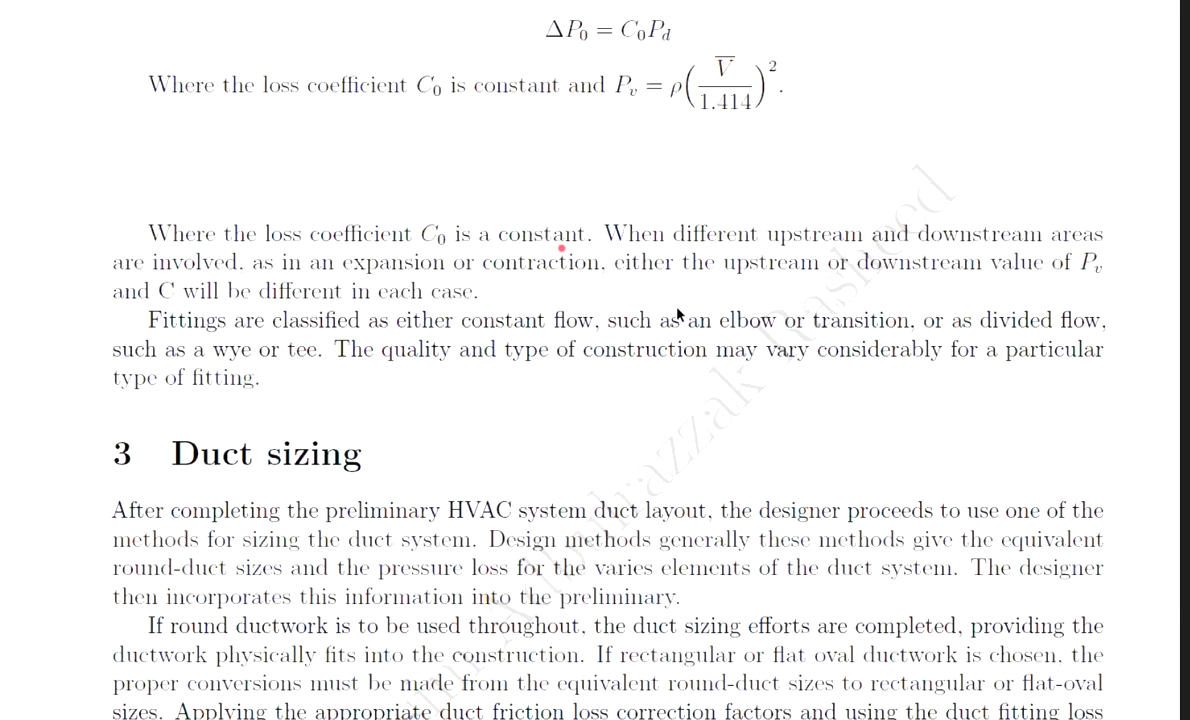 ΔP₀ = C₀P_d
Where the loss coefficient C₀ is constant and P_v = ρ(V̅/1.414)².
Where the loss coefficient C₀ is a constant. When different upstream and downstream areas
are involved, as in an expansion or contraction, either the upstream or downstream value of P_v
and C will be different in each case.
Fittings are classified as either constant flow, such as an elbow or transition, or as divided flow,
such as a wye or tee. The quality and type of construction may vary considerably for a particular
type of fitting.
3 Duct sizing
After completing the preliminary HVAC system duct layout, the designer proceeds to use one of the
methods for sizing the duct system. Design methods generally these methods give the equivalent
round-duct sizes and the pressure loss for the varies elements of the duct system. The designer
then incorporates this information into the preliminary.
If round ductwork is to be used throughout, the duct sizing efforts are completed, providing the
ductwork physically fits into the construction. If rectangular or flat oval ductwork is chosen, the
proper conversions must be made from the equivalent round-duct sizes to rectangular or flat-oval
sizes. Applying the appropriate duct friction loss correction factors and using the duct fitting loss